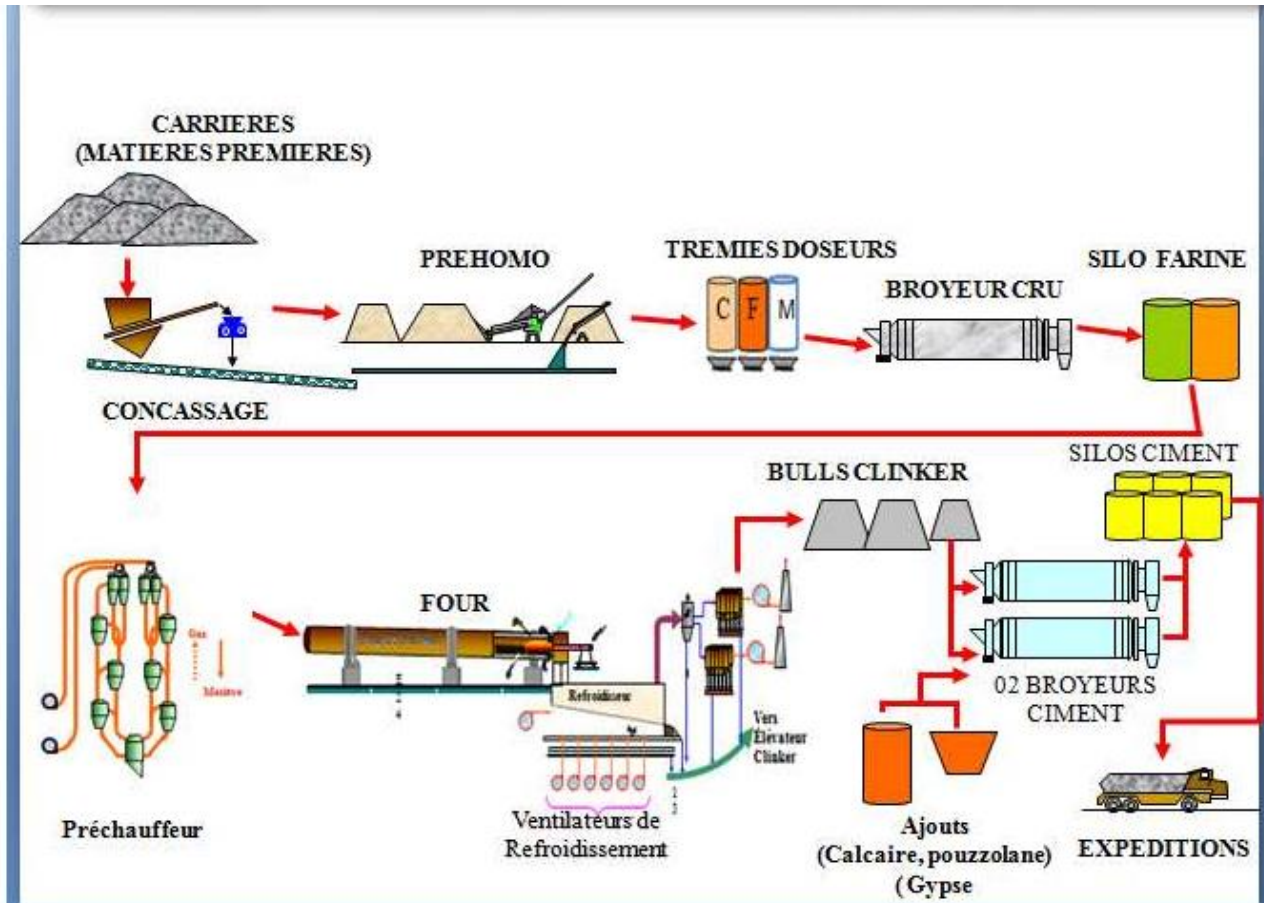 CARRIERES
(MATIERES PREMIERES)
PREHOMO
TREMIES DOSEURS
C F M
BROYEUR CRU
SILO FARINE
CONCASSAGE
SILOS CIMENT
BULLS CLINKER
FOUR
Gaz
Matière
Refroidisseur
02 BROYEURS
CIMENT
Vers
Élévateur
Clinker
Préchauffeur
Ventilateurs de
Refroidissement
Ajouts
(Calcaire, pouzzolane)
(Gypse
EXPEDITIONS